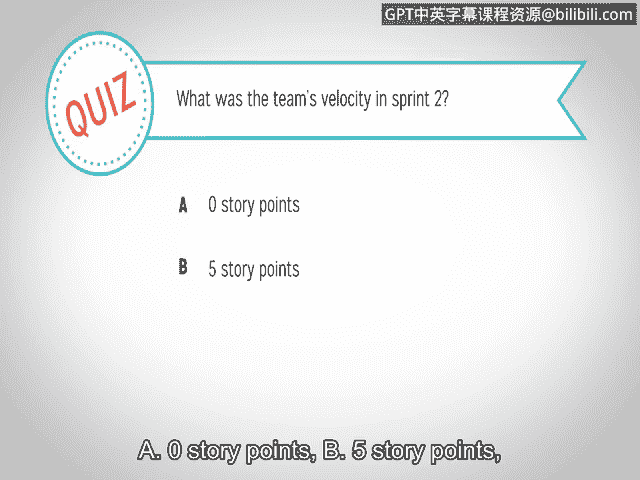 GPT中英字幕课程资源@bilibili.com
QUIZ
What was the team's velocity in sprint 2?
A 0 story points
B 5 story points
A. 0 story points, B. 5 story points,